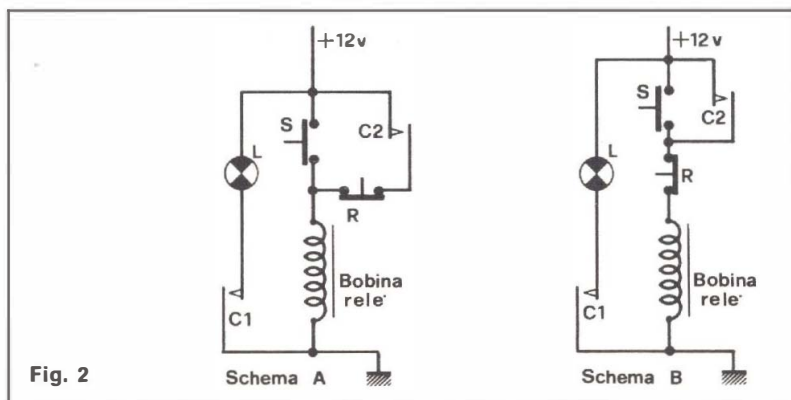 +12v
S
C2
L
R
Bobina
rele'
C1
Fig. 2
Schema A
+12v
S
C2
L
R
Bobina
rele'
C1
Schema B